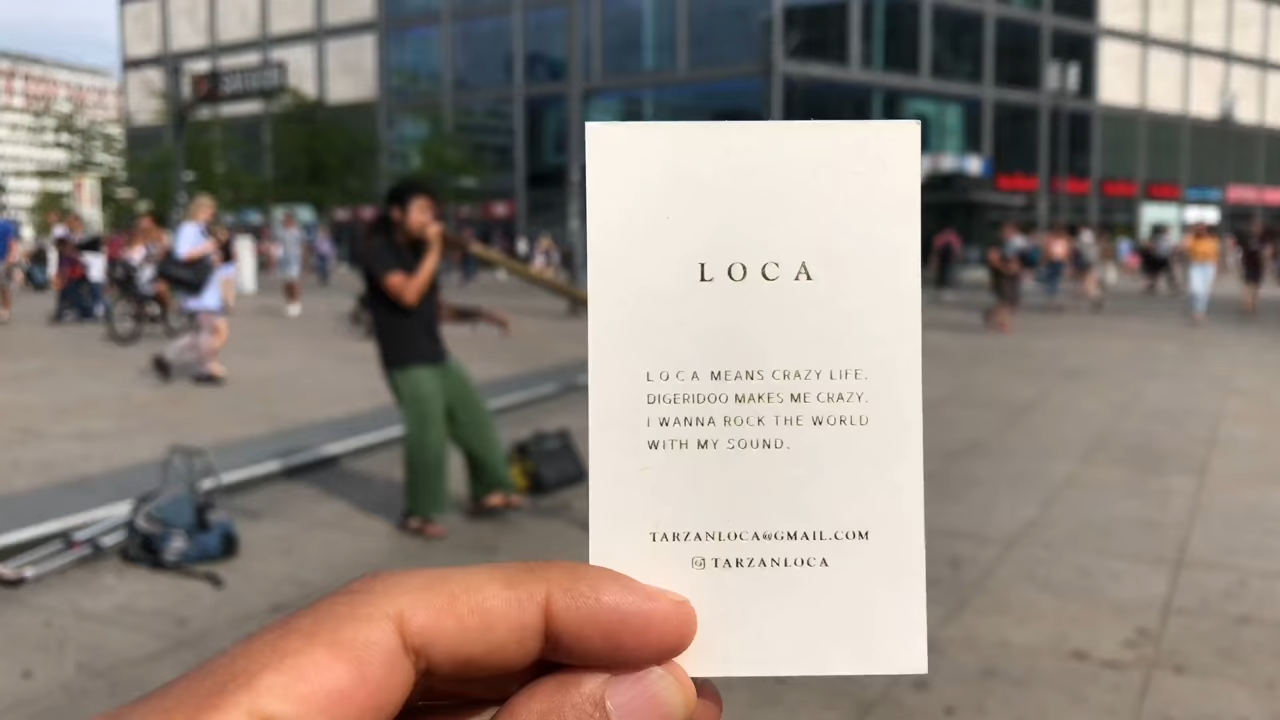 LOCA
LOCA MEANS CRAZY LIFE.
DIGERIDOO MAKES ME CRAZY.
I WANNA ROCK THE WORLD
WITH MY SOUND.
TARZANLOCA@GMAIL.COM
TARZANLOCA